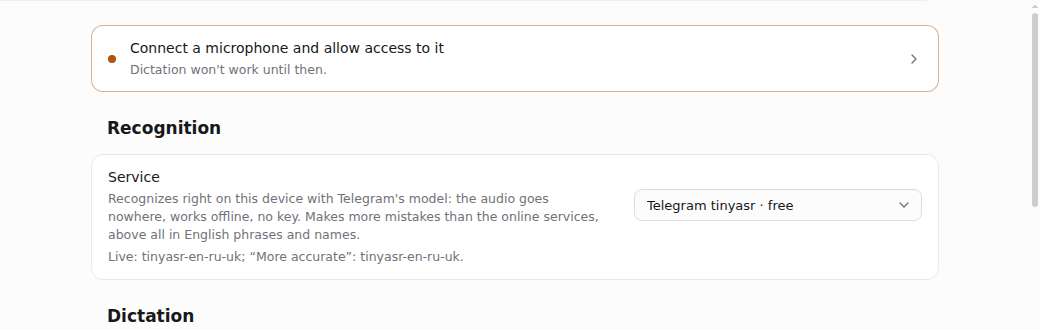 Connect a microphone and allow access to it
Dictation won't work until then.
Recognition
Service
Recognizes right on this device with Telegram's model: the audio goes
nowhere, works offline, no key. Makes more mistakes than the online services,
above all in English phrases and names.
Live: tinyasr-en-ru-uk; “More accurate”: tinyasr-en-ru-uk.
Telegram tinyasr · free
Dictation